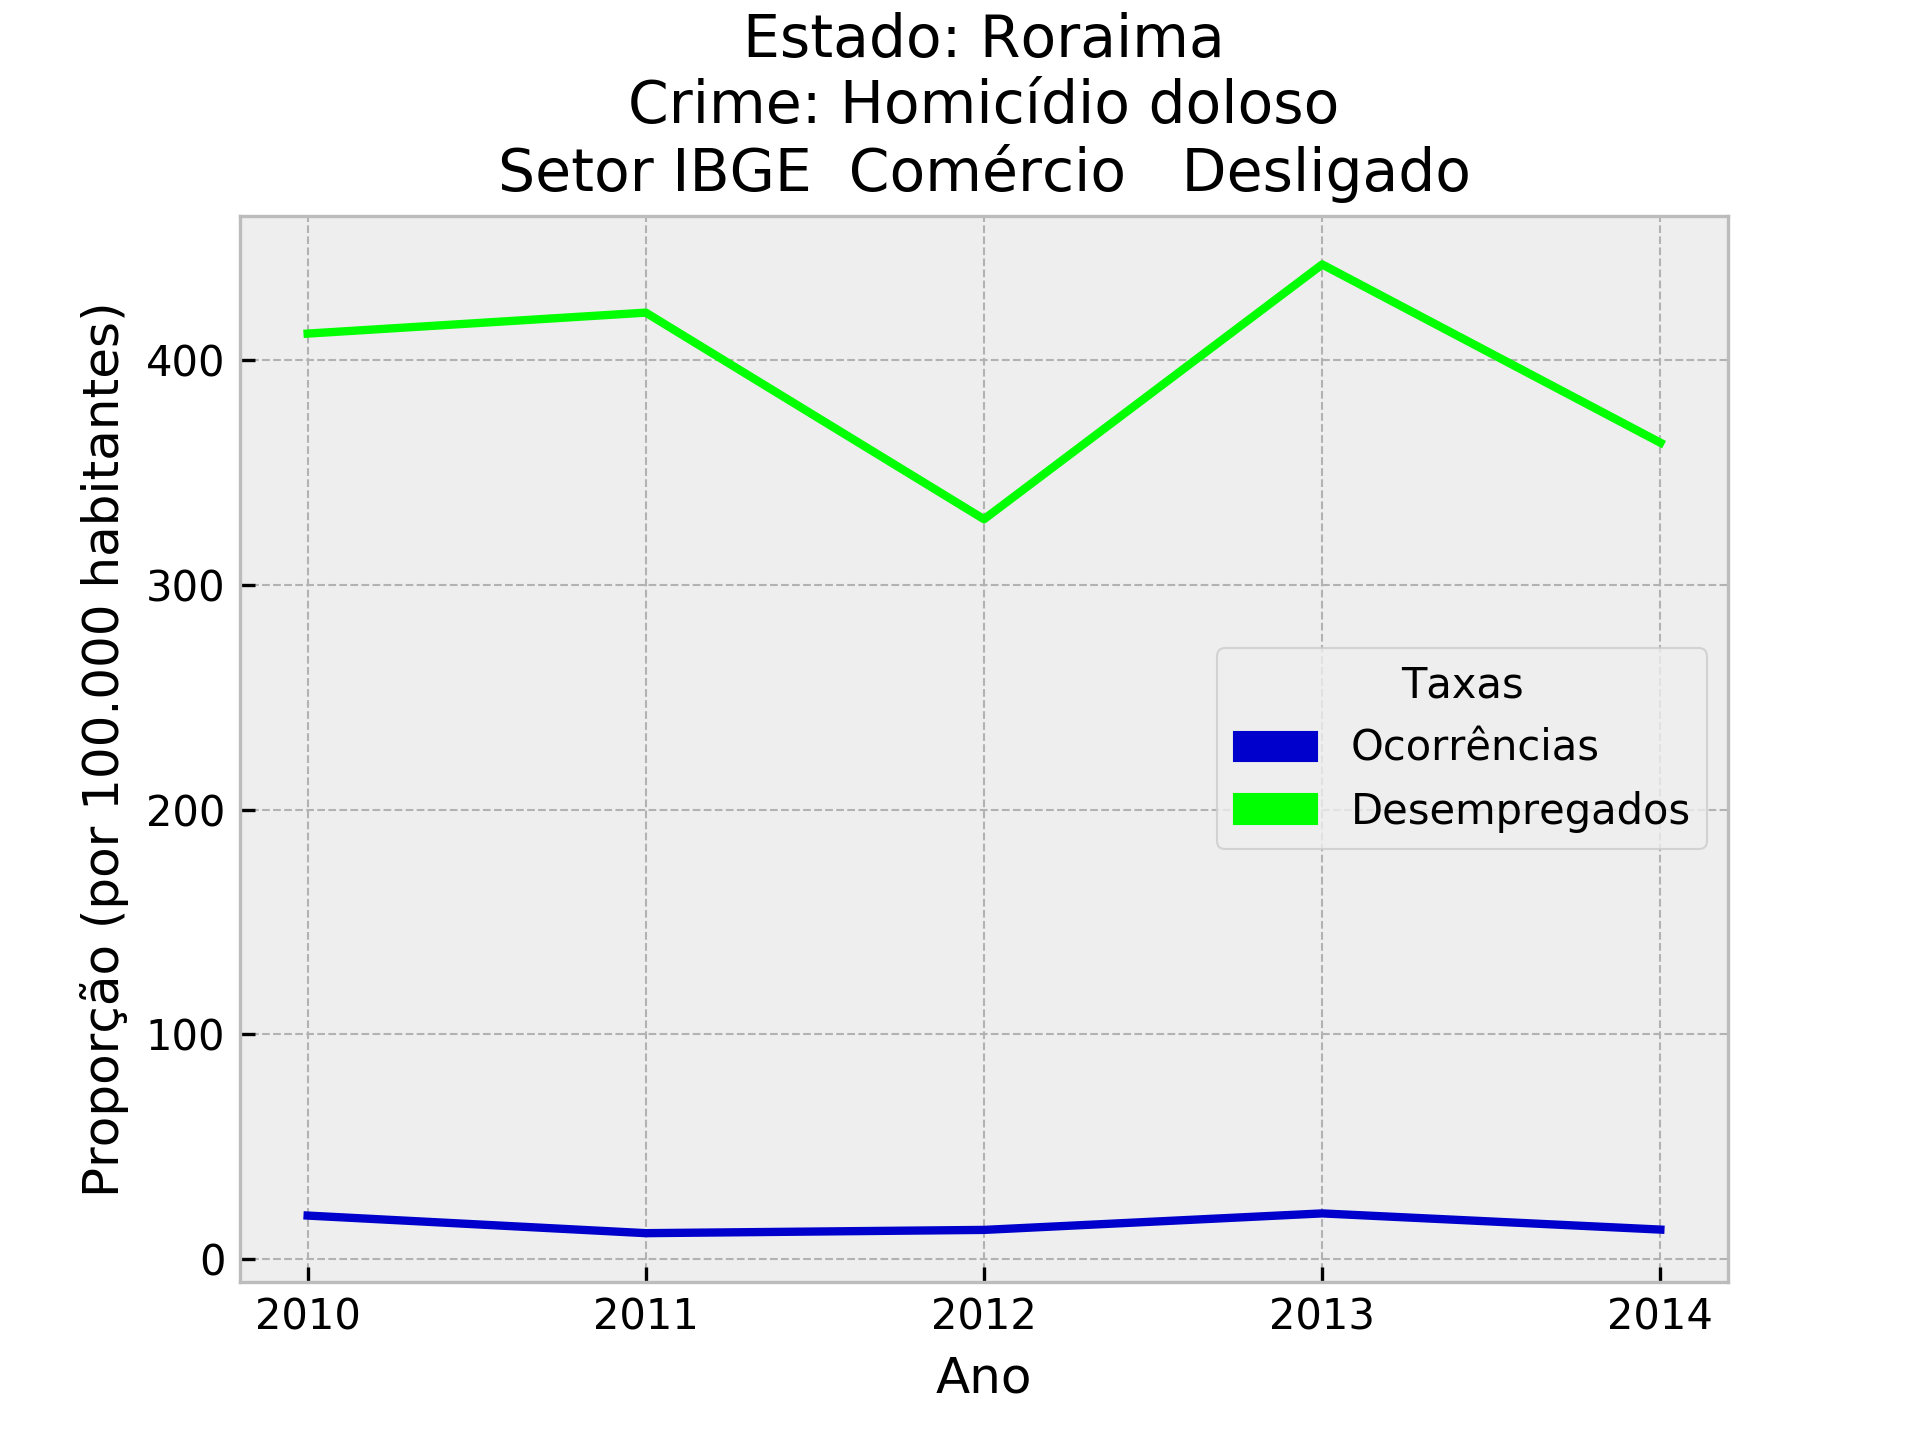 Estado: Roraima
Crime: Homicídio doloso
Setor IBGE  Comércio   Desligado
Proporção (por 100.000 habitantes)
400
300
200
100
0
Taxas
Ocorrências
Desempregados
2010
2011
2012
2013
2014
Ano